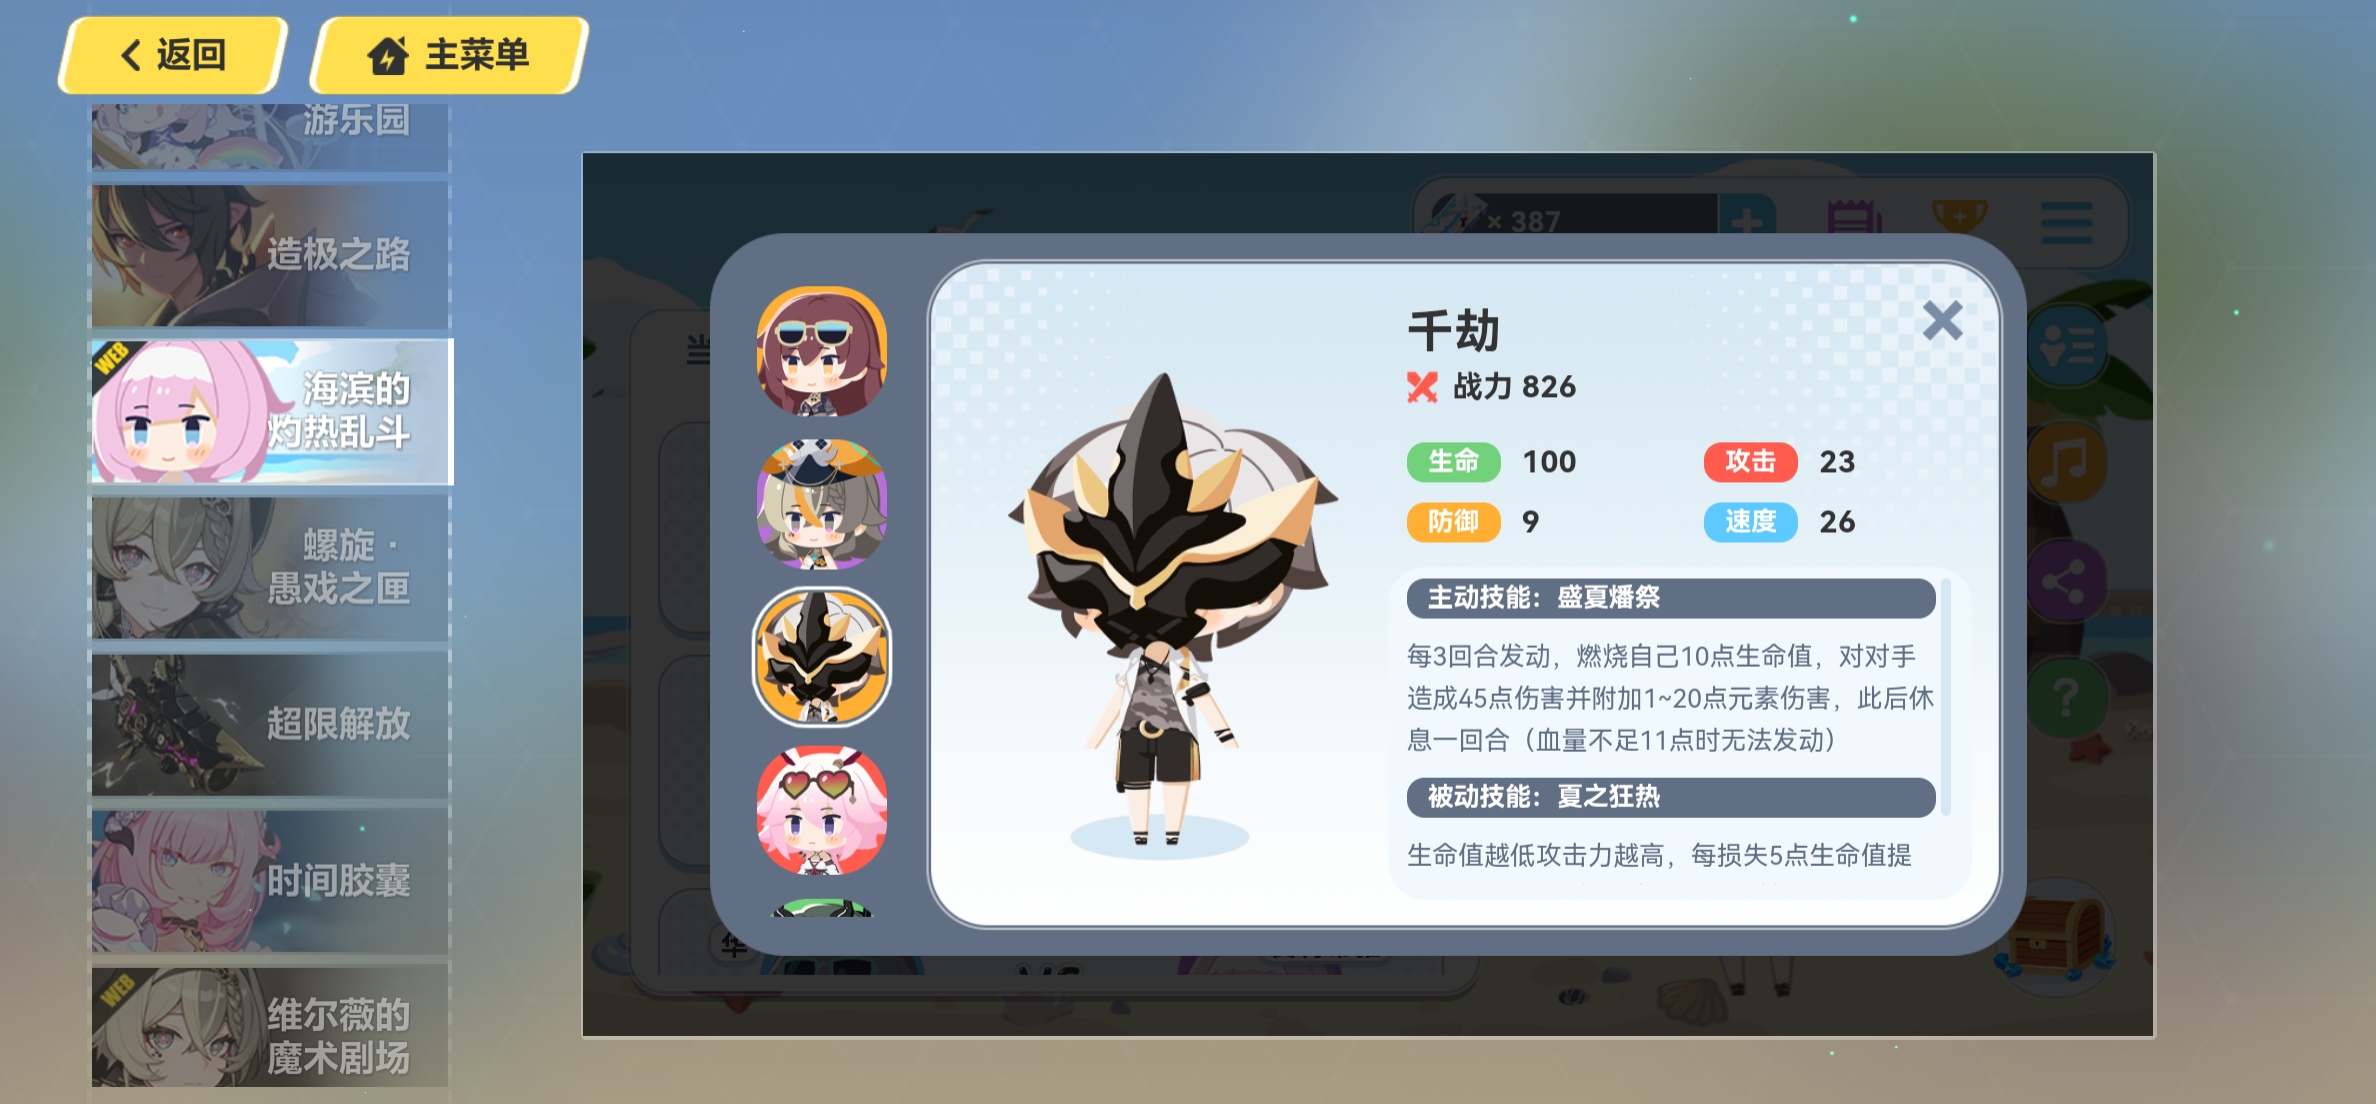 返回
主菜单
游乐园
造极之路
WEB
海滨的
灼热乱斗
螺旋·
愚戏之匣
超限解放
时间胶囊
WEB
维尔薇的
魔术剧场
× 387
当
千劫
战力 826
生命 100
攻击 23
防御 9
速度 26
主动技能：盛夏燔祭
每3回合发动，燃烧自己10点生命值，对对手
造成45点伤害并附加1~20点元素伤害，此后休
息一回合（血量不足11点时无法发动）
被动技能：夏之狂热
生命值越低攻击力越高，每损失5点生命值提
华
VS